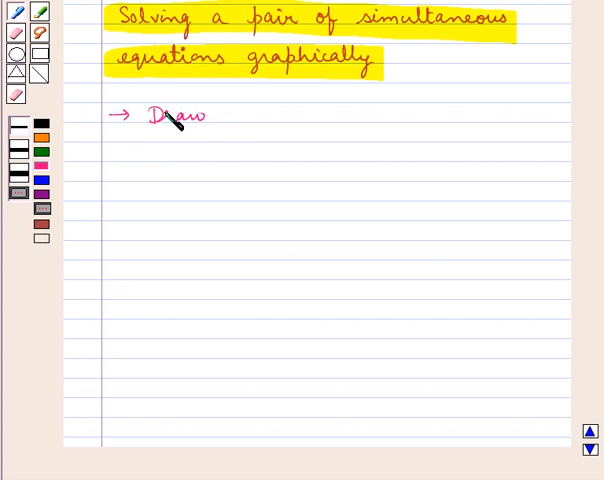 Solving a pair of simultaneous
equations graphically
→ Draw